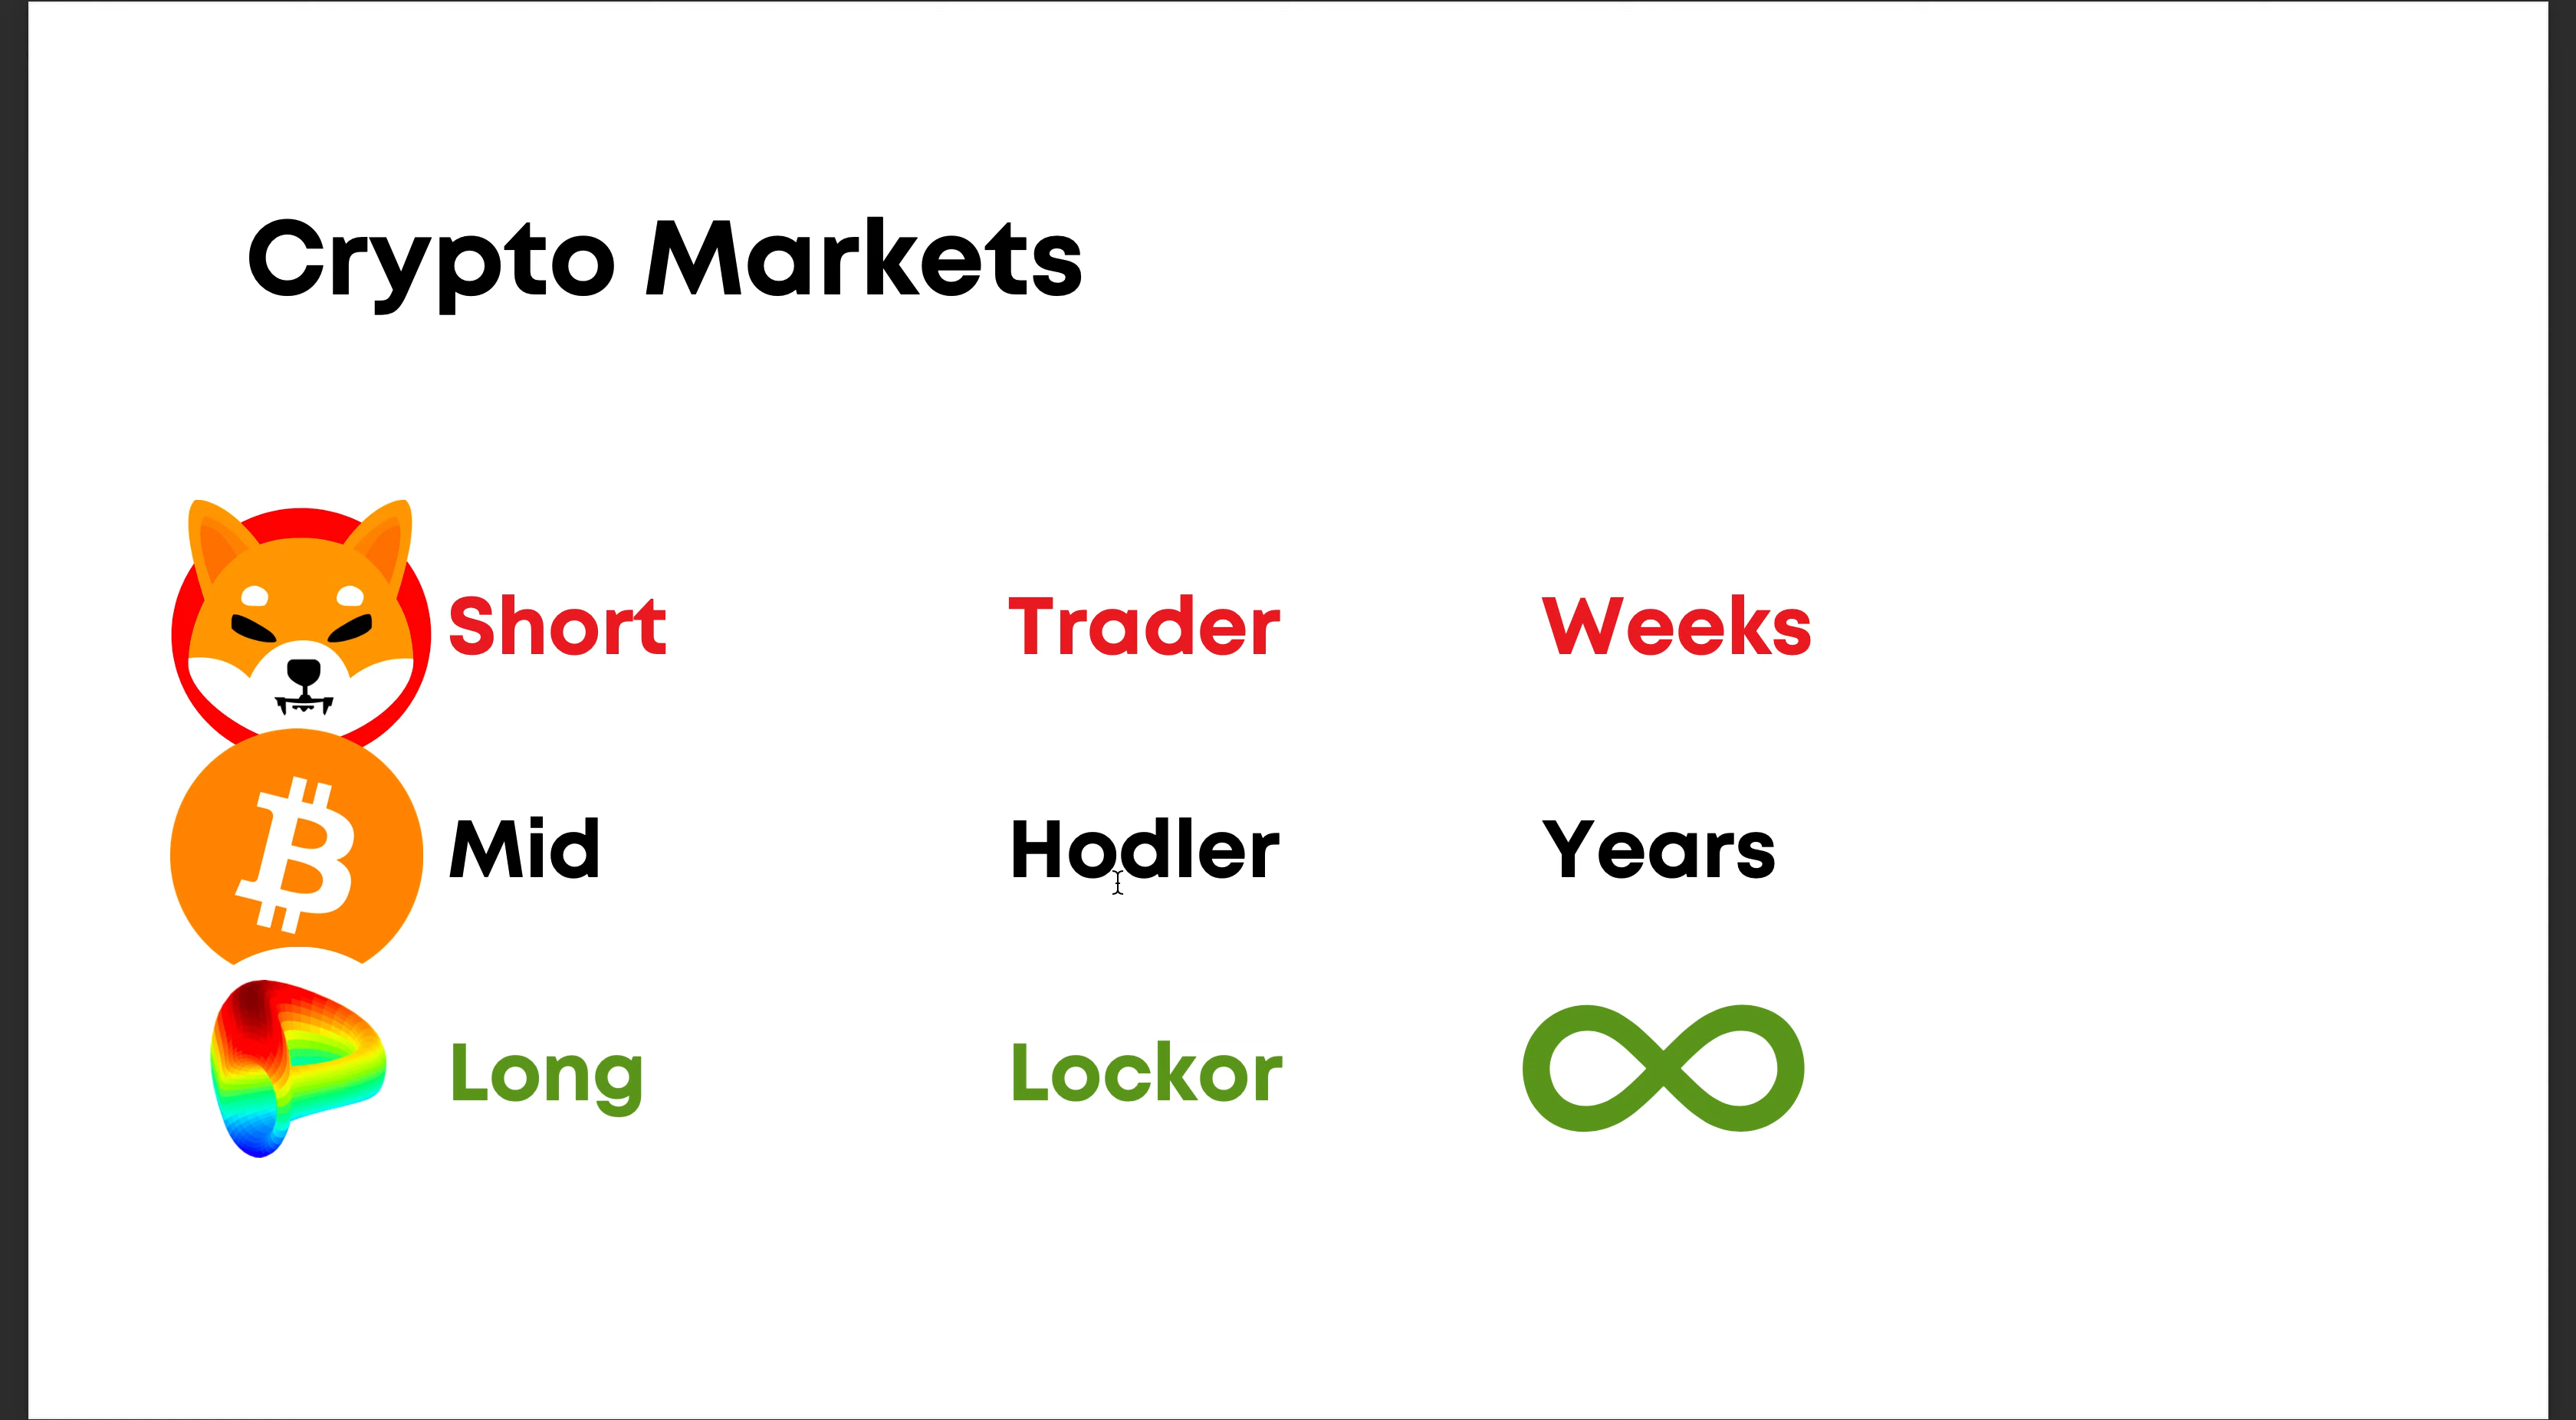 Crypto Markets
Short Trader Weeks
Mid Hodler Years
Long Lockor ∞